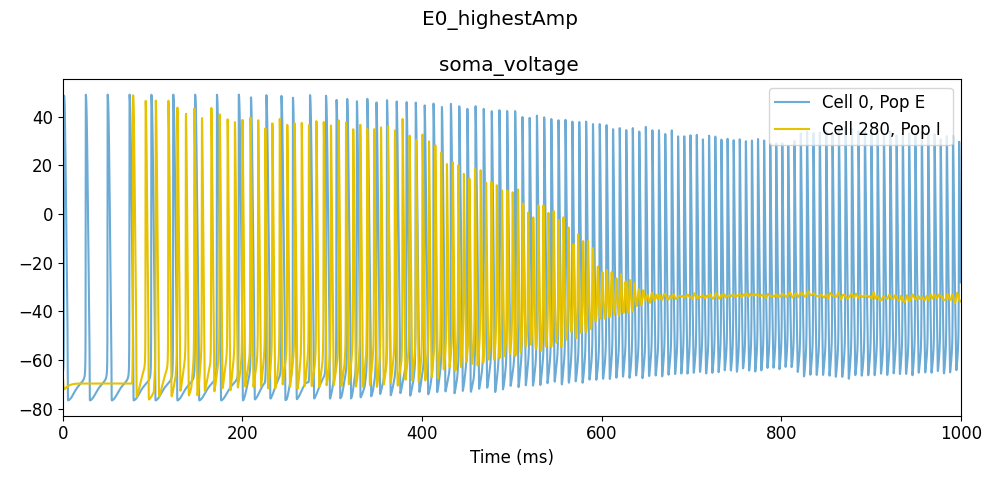 E0_highestAmp
soma_voltage
Cell 0, Pop E
Cell 280, Pop I
40
20
0
−20
−40
−60
−80
0 200 400 600 800 1000
Time (ms)